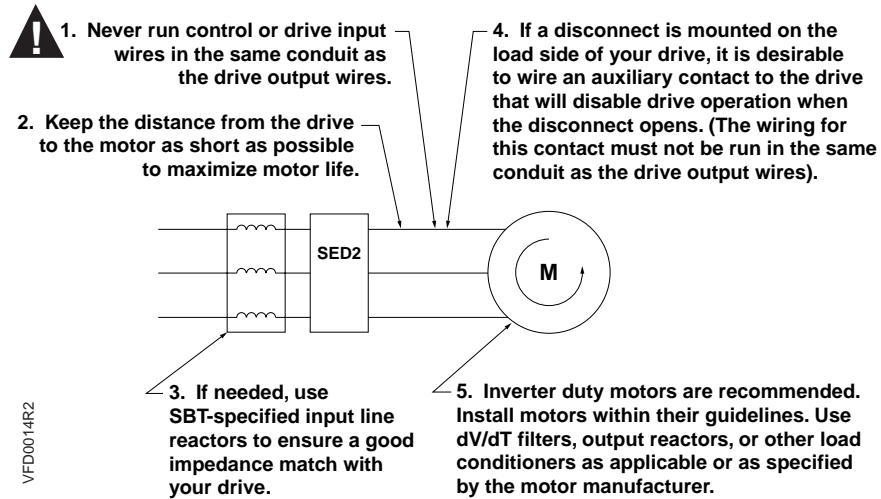 !
1. Never run control or drive input
wires in the same conduit as
the drive output wires.
2. Keep the distance from the drive
to the motor as short as possible
to maximize motor life.
4. If a disconnect is mounted on the
load side of your drive, it is desirable
to wire an auxiliary contact to the drive
that will disable drive operation when
the disconnect opens. (The wiring for
this contact must not be run in the same
conduit as the drive output wires).
SED2
M
3. If needed, use
SBT-specified input line
reactors to ensure a good
impedance match with
your drive.
5. Inverter duty motors are recommended.
Install motors within their guidelines. Use
dV/dT filters, output reactors, or other load
conditioners as applicable or as specified
by the motor manufacturer.
VFD0014R2